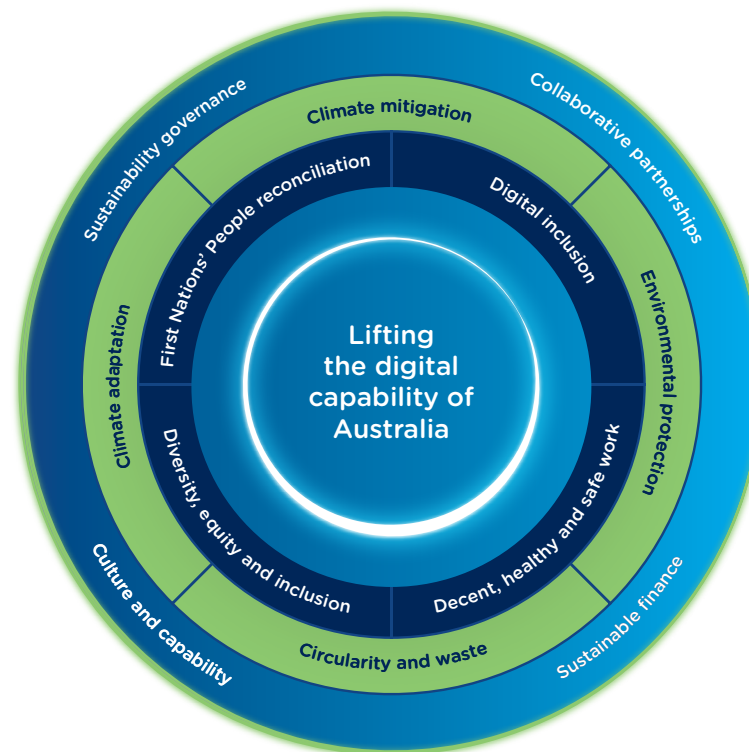 Sustainability governance
Collaborative partnerships
Climate mitigation
First Nations' People reconciliation
Digital inclusion
Climate adaptation
Environmental protection
Lifting
the digital
capability of
Australia
Diversity, equity and inclusion
Decent, healthy and safe work
Circularity and waste
Culture and capability
Sustainable finance